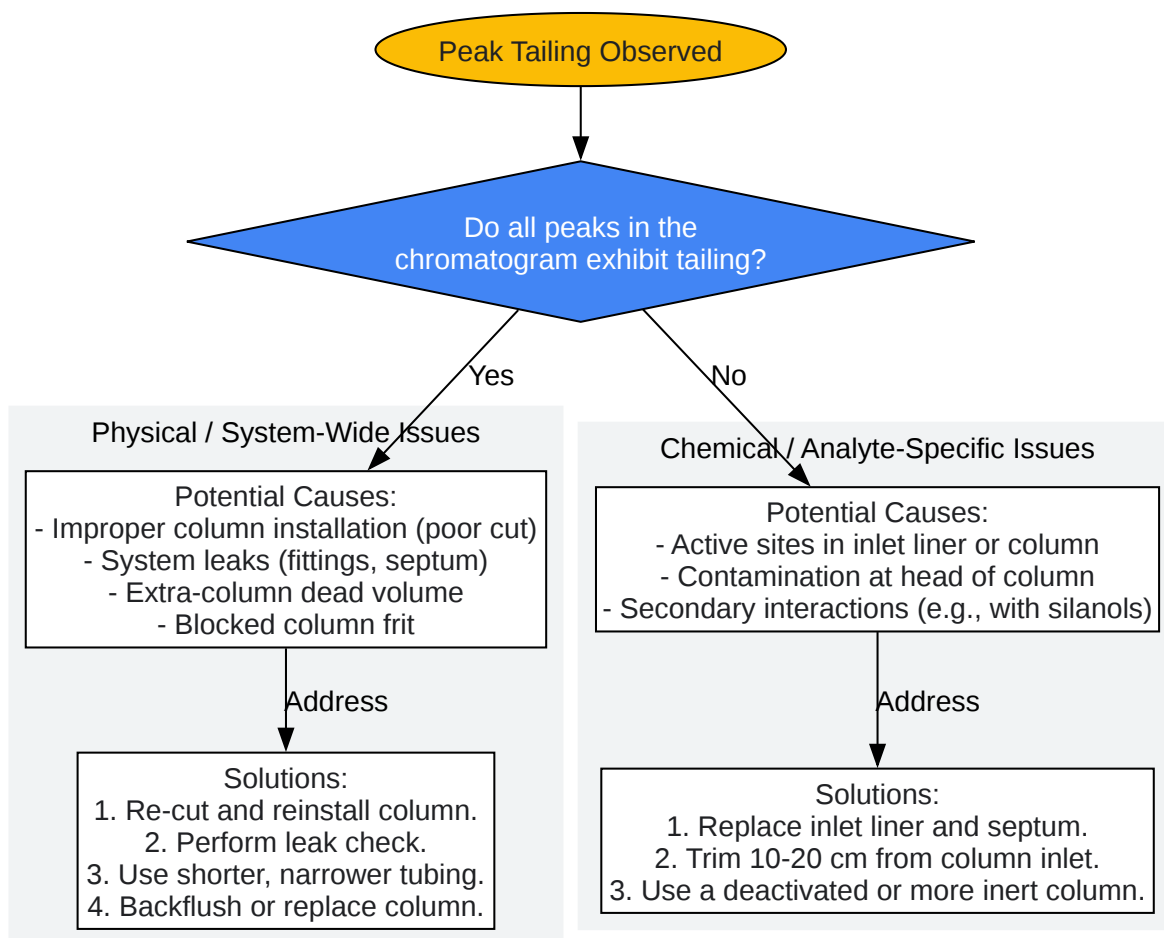 Peak Tailing Observed
Do all peaks in the
chromatogram exhibit tailing?
Yes
No
Physical / System-Wide Issues
Potential Causes:
- Improper column installation (poor cut)
- System leaks (fittings, septum)
- Extra-column dead volume
- Blocked column frit
Address
Solutions:
1. Re-cut and reinstall column.
2. Perform leak check.
3. Use shorter, narrower tubing.
4. Backflush or replace column.
Chemical / Analyte-Specific Issues
Potential Causes:
- Active sites in inlet liner or column
- Contamination at head of column
- Secondary interactions (e.g., with silanols)
Address
Solutions:
1. Replace inlet liner and septum.
2. Trim 10-20 cm from column inlet.
3. Use a deactivated or more inert column.